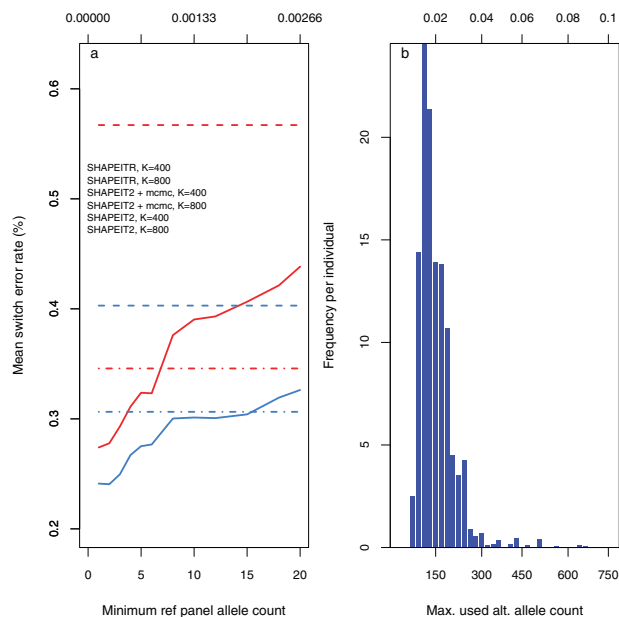 0.00000 0.00133 0.00266
a
0.6
0.5
0.4
0.3
0.2
Mean switch error rate (%)
SHAPEITR, K=400
SHAPEITR, K=800
SHAPEIT2 + mcmc, K=400
SHAPEIT2 + mcmc, K=800
SHAPEIT2, K=400
SHAPEIT2, K=800
0 5 10 15 20
Minimum ref panel allele count
0.02 0.04 0.06 0.08 0.1
b
20
15
10
5
0
Frequency per individual
150 300 450 600 750
Max. used alt. allele count